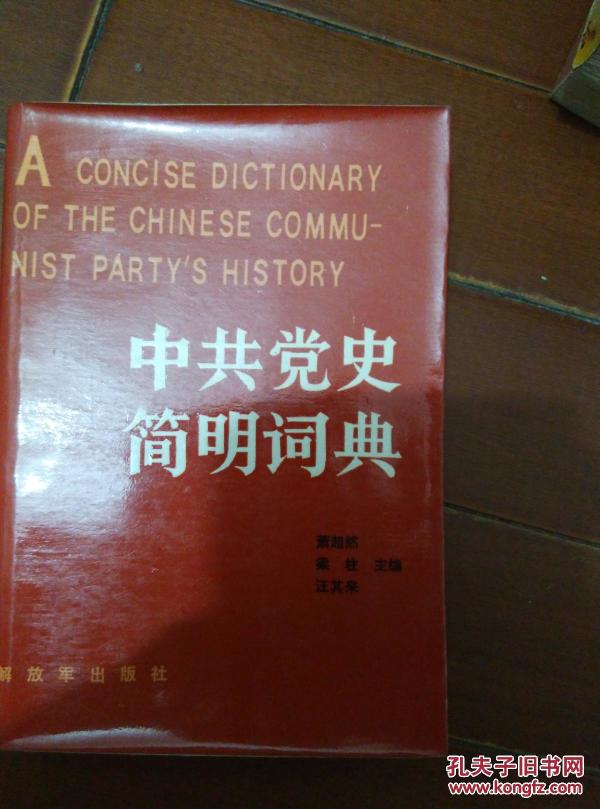 A CONCISE DICTIONARY
OF THE CHINESE COMMU-
NIST PARTY'S HISTORY
中共党史
简明词典
萧超然
梁柱 主编
汪其来
解放军出版社
孔夫子旧书网
www.kongfz.com